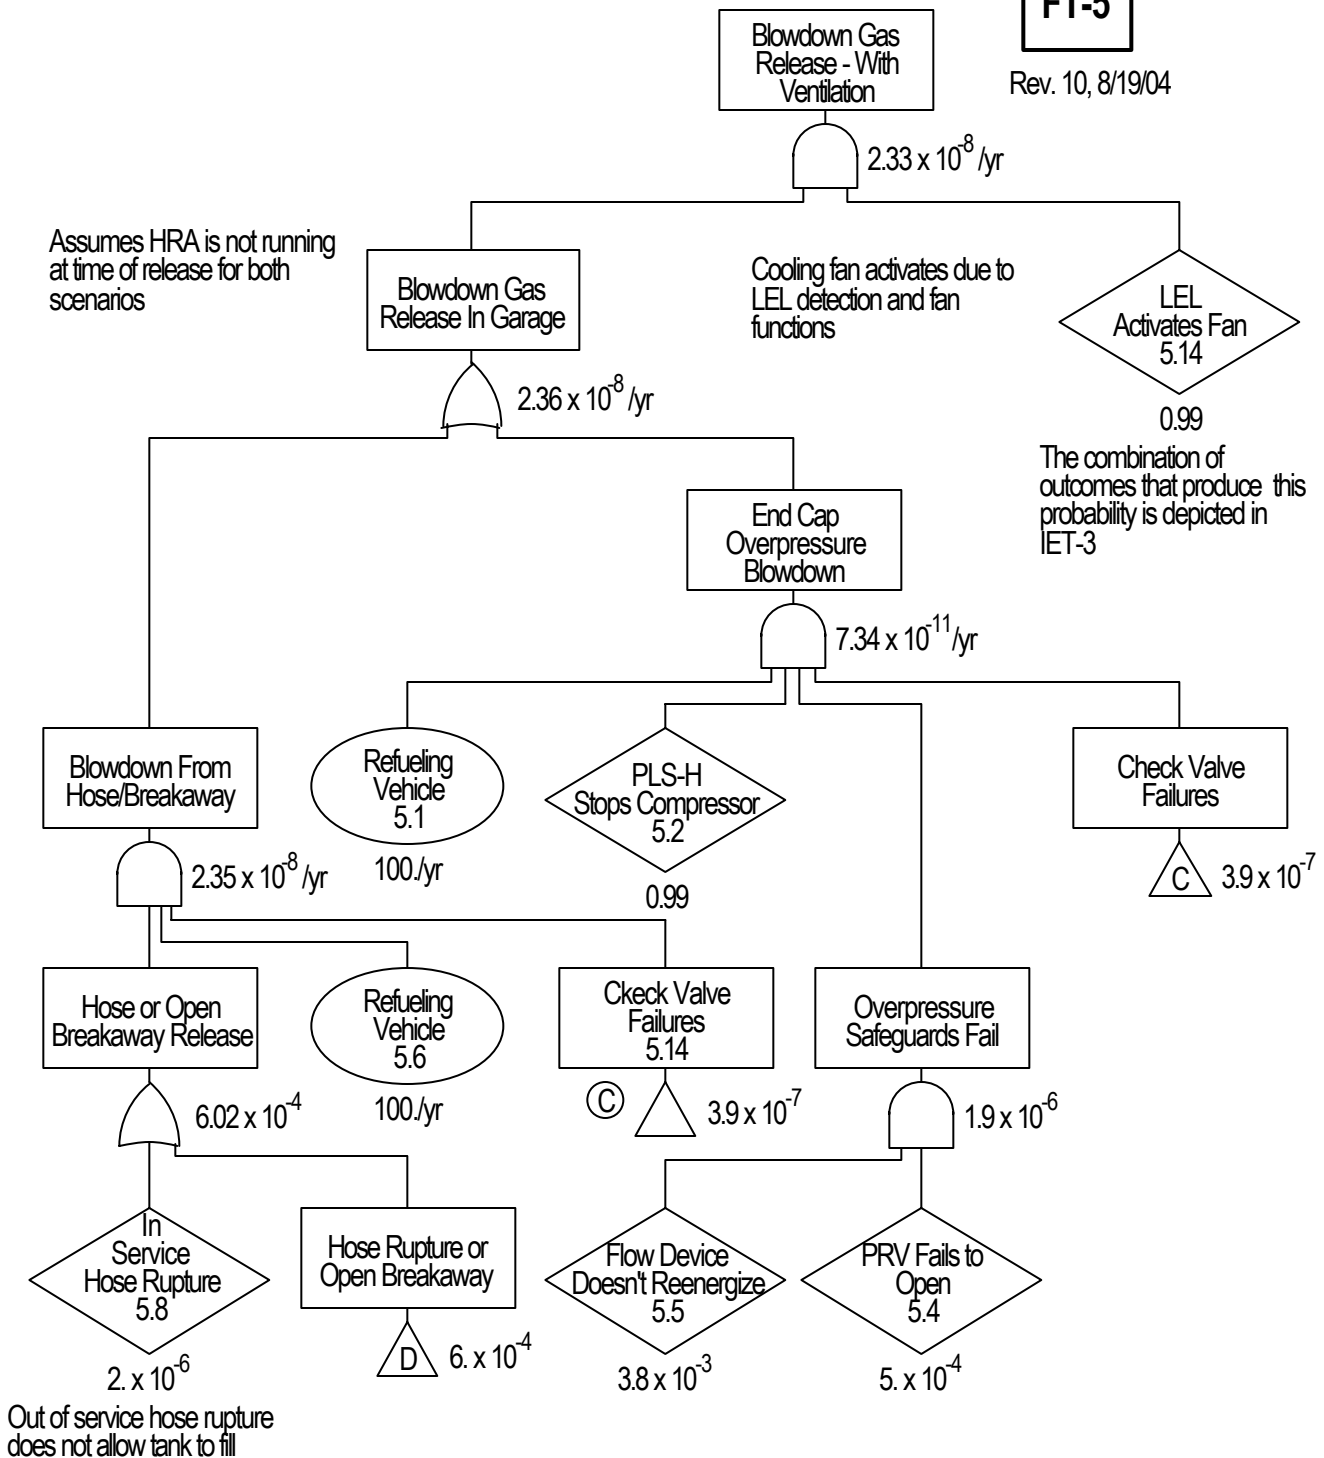 FT-5
Rev. 10, 8/19/04
Blowdown Gas
Release - With
Ventilation
2.33 x 10^-8 /yr
Assumes HRA is not running
at time of release for both
scenarios
Blowdown Gas
Release In Garage
2.36 x 10^-8 /yr
Cooling fan activates due to
LEL detection and fan
functions
LEL
Activates Fan
5.14
0.99
The combination of
outcomes that produce this
probability is depicted in
IET-3
End Cap
Overpressure
Blowdown
7.34 x 10^-11 /yr
Blowdown From
Hose/Breakaway
2.35 x 10^-8 /yr
Refueling
Vehicle
5.1
100./yr
PLS-H
Stops Compressor
5.2
0.99
Check Valve
Failures
C
3.9 x 10^-7
Hose or Open
Breakaway Release
6.02 x 10^-4
Refueling
Vehicle
5.6
100./yr
Ckeck Valve
Failures
5.14
C
3.9 x 10^-7
Overpressure
Safeguards Fail
1.9 x 10^-6
In
Service
Hose Rupture
5.8
2. x 10^-6
Out of service hose rupture
does not allow tank to fill
Hose Rupture or
Open Breakaway
D
6. x 10^-4
Flow Device
Doesn't Reenergize
5.5
3.8 x 10^-3
PRV Fails to
Open
5.4
5. x 10^-4